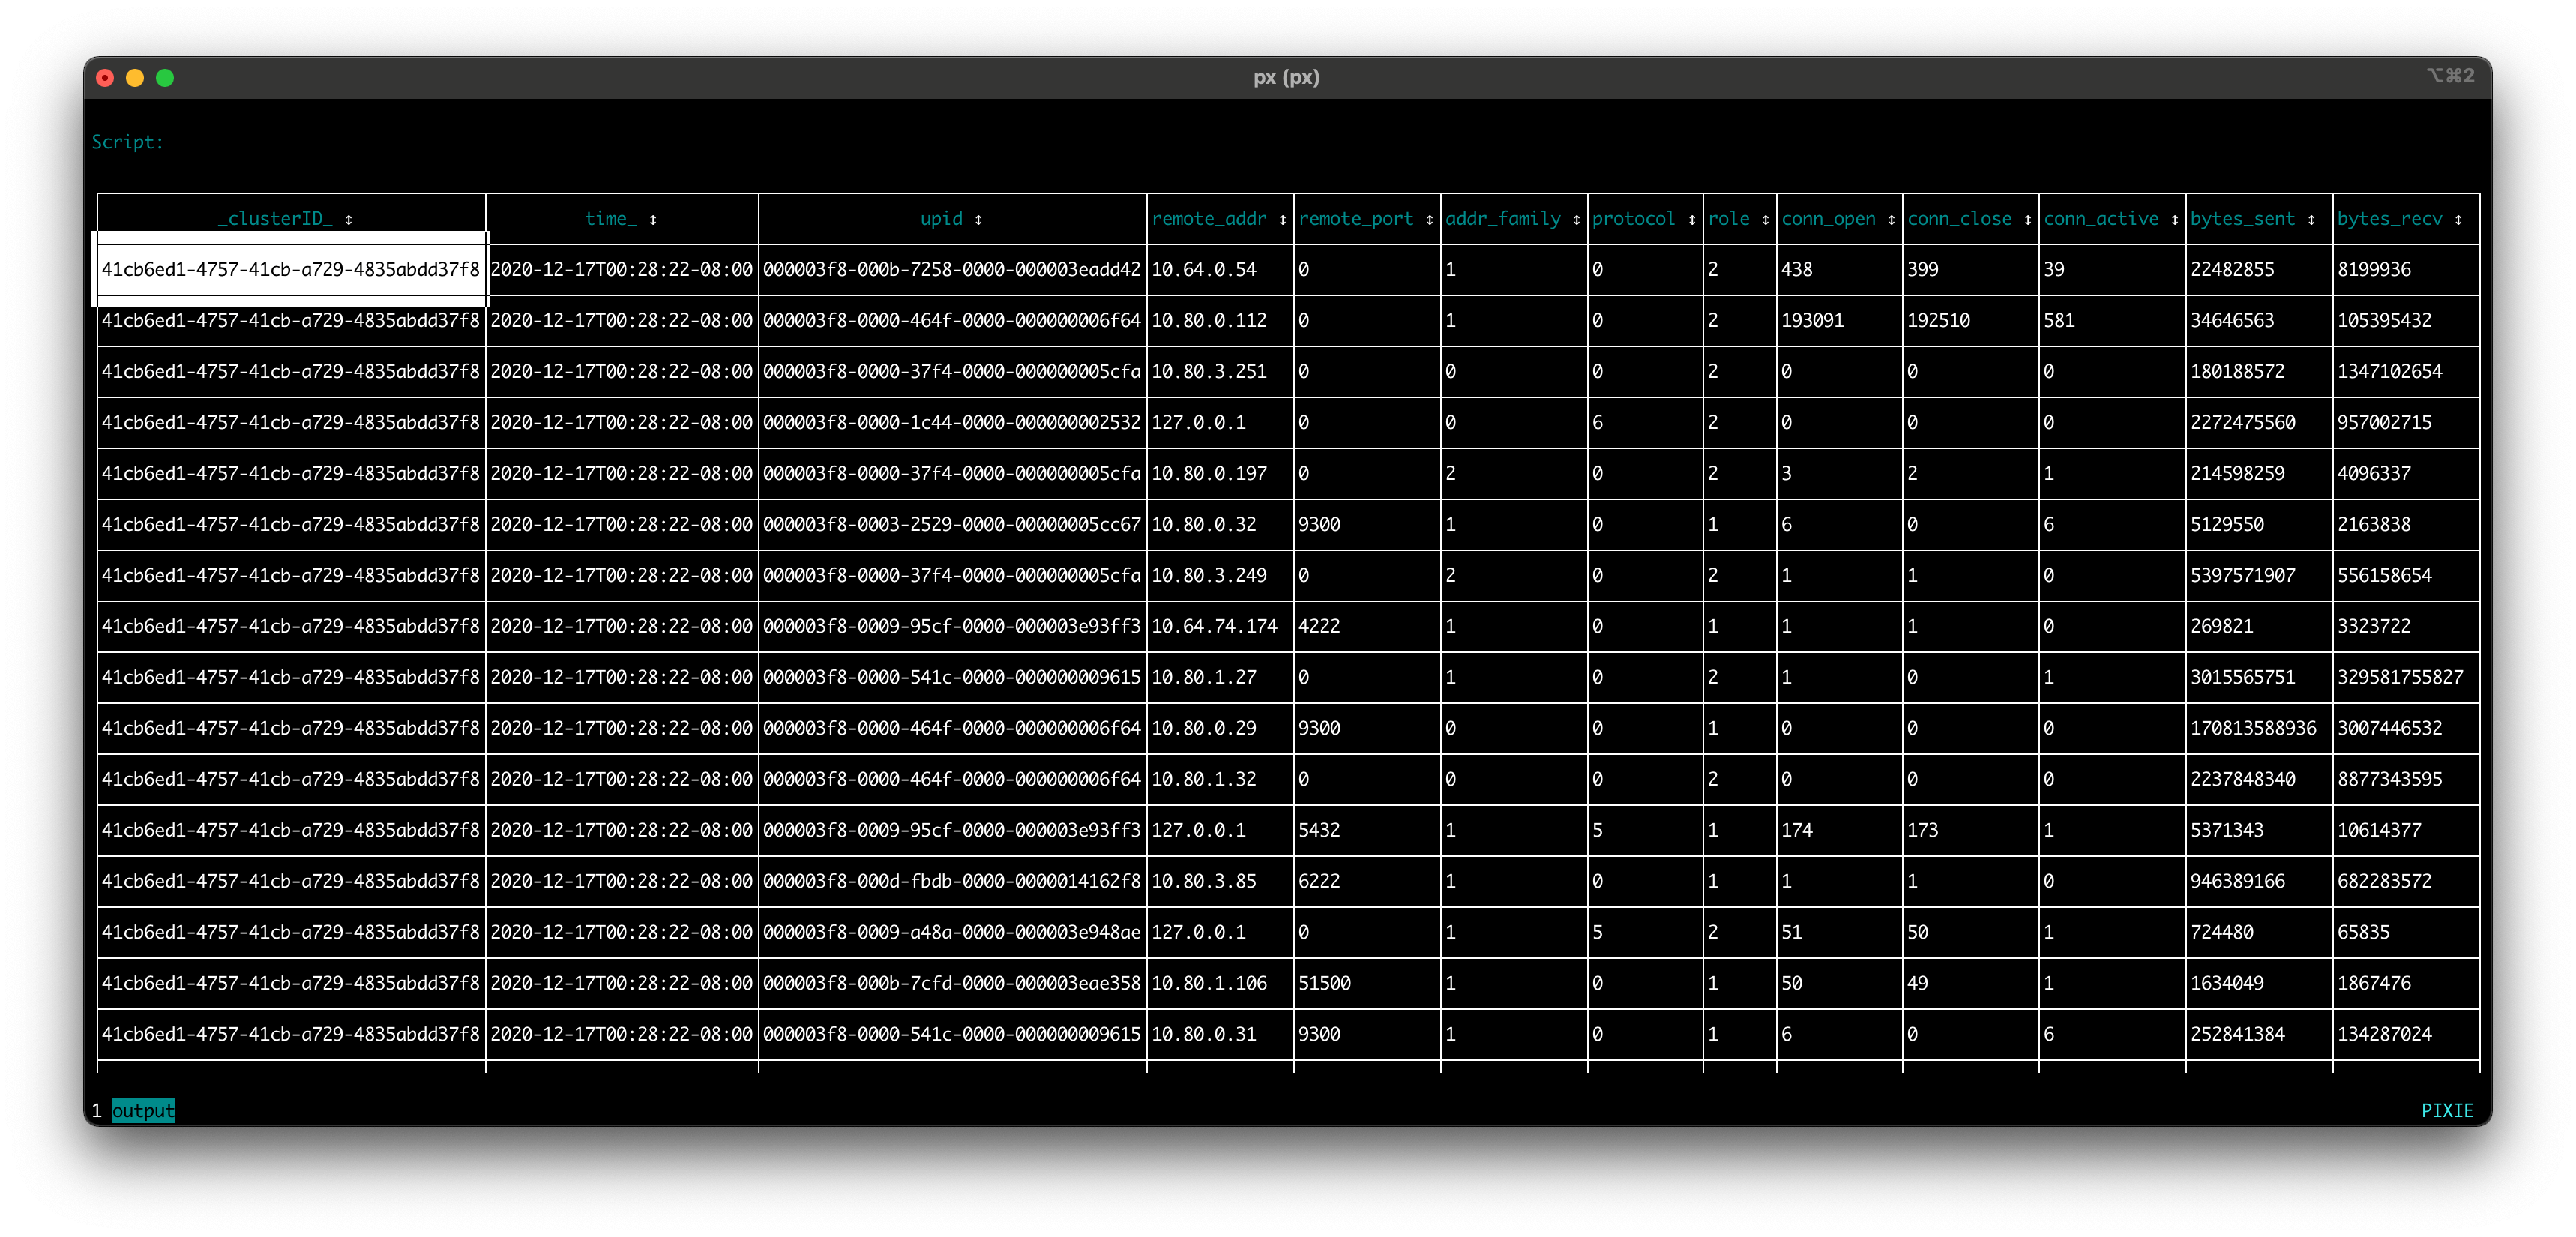 px (px)
⌥⌘2
Script:
_clusterID_ ↕ time_ ↕ upid ↕ remote_addr ↕ remote_port ↕ addr_family ↕ protocol ↕ role ↕ conn_open ↕ conn_close ↕ conn_active ↕ bytes_sent ↕ bytes_recv ↕
41cb6ed1-4757-41cb-a729-4835abdd37f8 2020-12-17T00:28:22-08:00 000003f8-000b-7258-0000-000003eadd42 10.64.0.54 0 1 0 2 438 399 39 22482855 8199936
41cb6ed1-4757-41cb-a729-4835abdd37f8 2020-12-17T00:28:22-08:00 000003f8-0000-464f-0000-000000006f64 10.80.0.112 0 1 0 2 193091 192510 581 34646563 105395432
41cb6ed1-4757-41cb-a729-4835abdd37f8 2020-12-17T00:28:22-08:00 000003f8-0000-37f4-0000-000000005cfa 10.80.3.251 0 0 0 2 0 0 0 180188572 1347102654
41cb6ed1-4757-41cb-a729-4835abdd37f8 2020-12-17T00:28:22-08:00 000003f8-0000-1c44-0000-000000002532 127.0.0.1 0 0 6 2 0 0 0 2272475560 957002715
41cb6ed1-4757-41cb-a729-4835abdd37f8 2020-12-17T00:28:22-08:00 000003f8-0000-37f4-0000-000000005cfa 10.80.0.197 0 2 0 2 3 2 1 214598259 4096337
41cb6ed1-4757-41cb-a729-4835abdd37f8 2020-12-17T00:28:22-08:00 000003f8-0003-2529-0000-00000005cc67 10.80.0.32 9300 1 0 1 6 0 6 5129550 2163838
41cb6ed1-4757-41cb-a729-4835abdd37f8 2020-12-17T00:28:22-08:00 000003f8-0000-37f4-0000-000000005cfa 10.80.3.249 0 2 0 2 1 1 0 5397571907 556158654
41cb6ed1-4757-41cb-a729-4835abdd37f8 2020-12-17T00:28:22-08:00 000003f8-0009-95cf-0000-000003e93ff3 10.64.74.174 4222 1 0 1 1 1 0 269821 3323722
41cb6ed1-4757-41cb-a729-4835abdd37f8 2020-12-17T00:28:22-08:00 000003f8-0000-541c-0000-000000009615 10.80.1.27 0 1 0 2 1 0 1 3015565751 329581755827
41cb6ed1-4757-41cb-a729-4835abdd37f8 2020-12-17T00:28:22-08:00 000003f8-0000-464f-0000-000000006f64 10.80.0.29 9300 0 0 1 0 0 0 170813588936 3007446532
41cb6ed1-4757-41cb-a729-4835abdd37f8 2020-12-17T00:28:22-08:00 000003f8-0000-464f-0000-000000006f64 10.80.1.32 0 0 0 2 0 0 0 2237848340 8877343595
41cb6ed1-4757-41cb-a729-4835abdd37f8 2020-12-17T00:28:22-08:00 000003f8-0009-95cf-0000-000003e93ff3 127.0.0.1 5432 1 5 1 174 173 1 5371343 10614377
41cb6ed1-4757-41cb-a729-4835abdd37f8 2020-12-17T00:28:22-08:00 000003f8-000d-fbdb-0000-0000014162f8 10.80.3.85 6222 1 0 1 1 1 0 946389166 682283572
41cb6ed1-4757-41cb-a729-4835abdd37f8 2020-12-17T00:28:22-08:00 000003f8-0009-a48a-0000-000003e948ae 127.0.0.1 0 1 5 2 51 50 1 724480 65835
41cb6ed1-4757-41cb-a729-4835abdd37f8 2020-12-17T00:28:22-08:00 000003f8-000b-7cfd-0000-000003eae358 10.80.1.106 51500 1 0 1 50 49 1 1634049 1867476
41cb6ed1-4757-41cb-a729-4835abdd37f8 2020-12-17T00:28:22-08:00 000003f8-0000-541c-0000-000000009615 10.80.0.31 9300 1 0 1 6 0 6 252841384 134287024
1 output
PIXIE